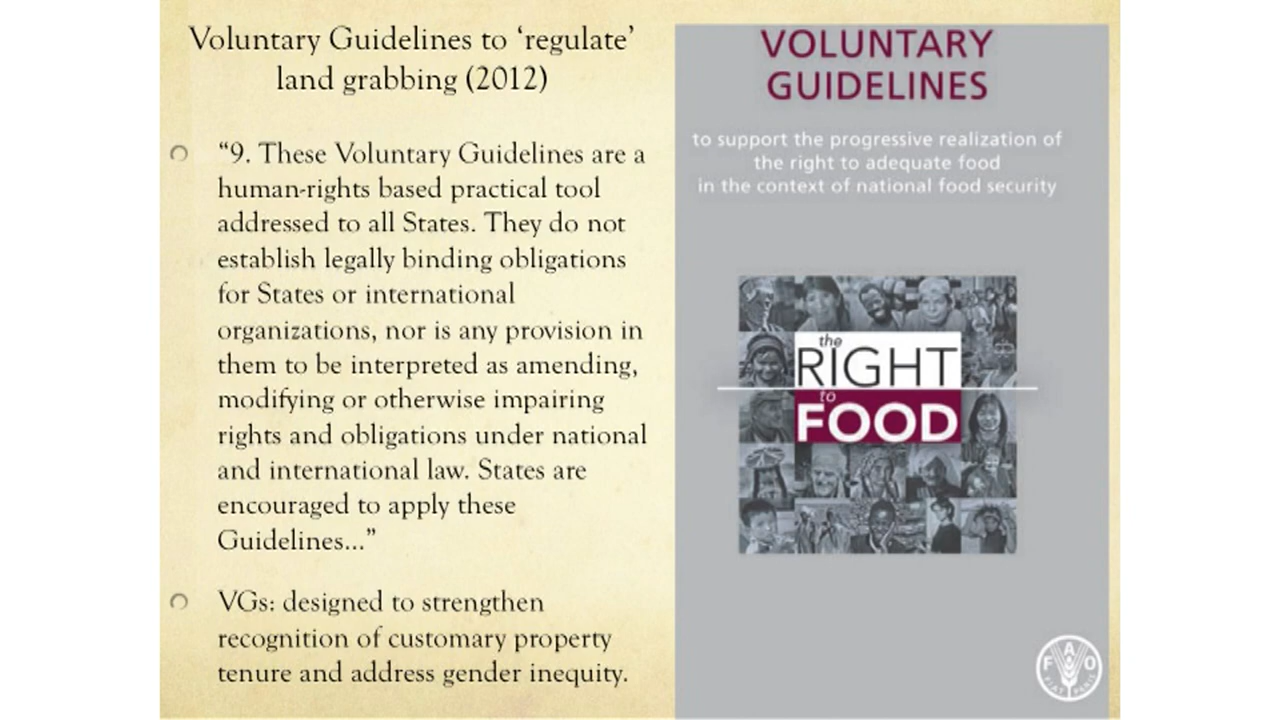 Voluntary Guidelines to ‘regulate’
land grabbing (2012)
“9. These Voluntary Guidelines are a
human-rights based practical tool
addressed to all States. They do not
establish legally binding obligations
for States or international
organizations, nor is any provision in
them to be interpreted as amending,
modifying or otherwise impairing
rights and obligations under national
and international law. States are
encouraged to apply these
Guidelines...”
VGs: designed to strengthen
recognition of customary property
tenure and address gender inequity.
VOLUNTARY
GUIDELINES
to support the progressive realization of
the right to adequate food
in the context of national food security
the
RIGHT
to
FOOD
F A O
FIAT PANIS